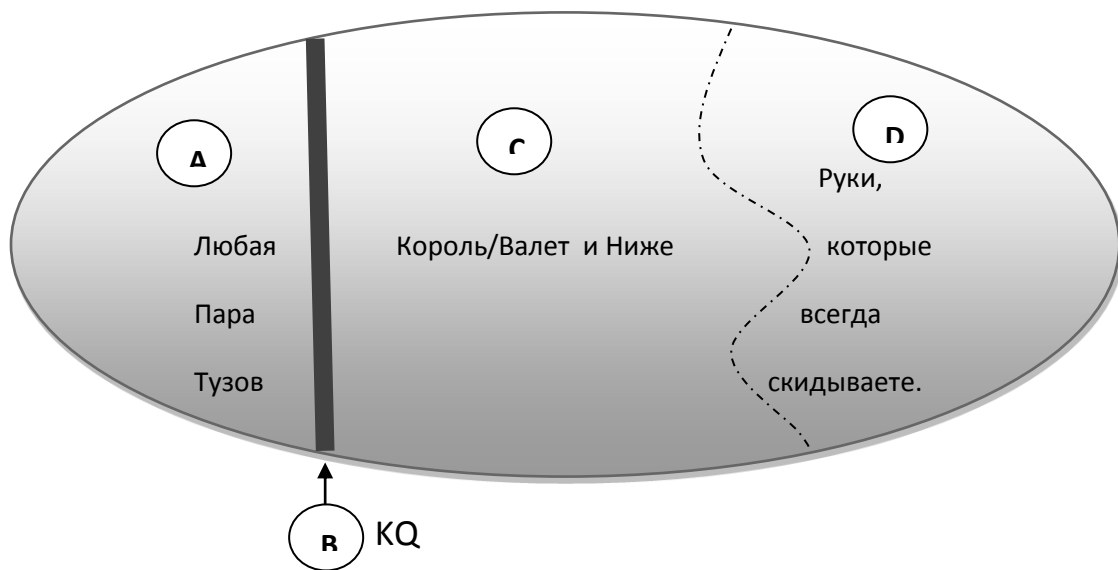 A
Любая
Пара
Тузов
C
Король/Валет и Ниже
D
Руки,
которые
всегда
скидываете.
B
KQ